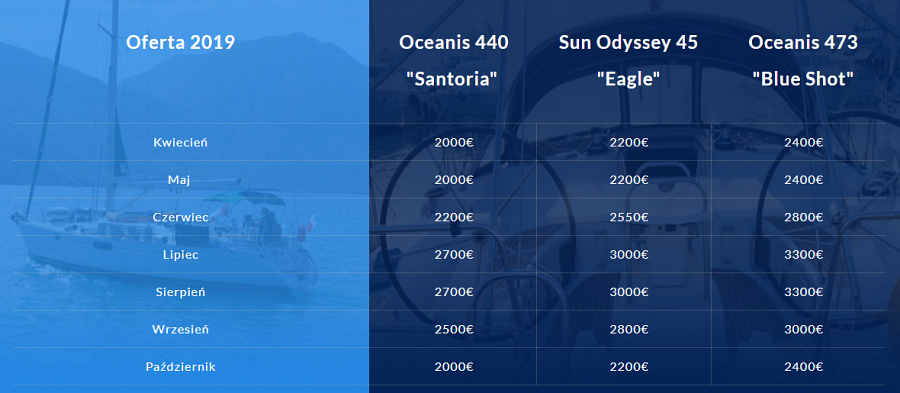 Oferta 2019 Oceanis 440 Sun Odyssey 45 Oceanis 473
"Santoria" "Eagle" "Blue Shot"
Kwiecień 2000€ 2200€ 2400€
Maj 2000€ 2200€ 2400€
Czerwiec 2200€ 2550€ 2800€
Lipiec 2700€ 3000€ 3300€
Sierpień 2700€ 3000€ 3300€
Wrzesień 2500€ 2800€ 3000€
Październik 2000€ 2200€ 2400€